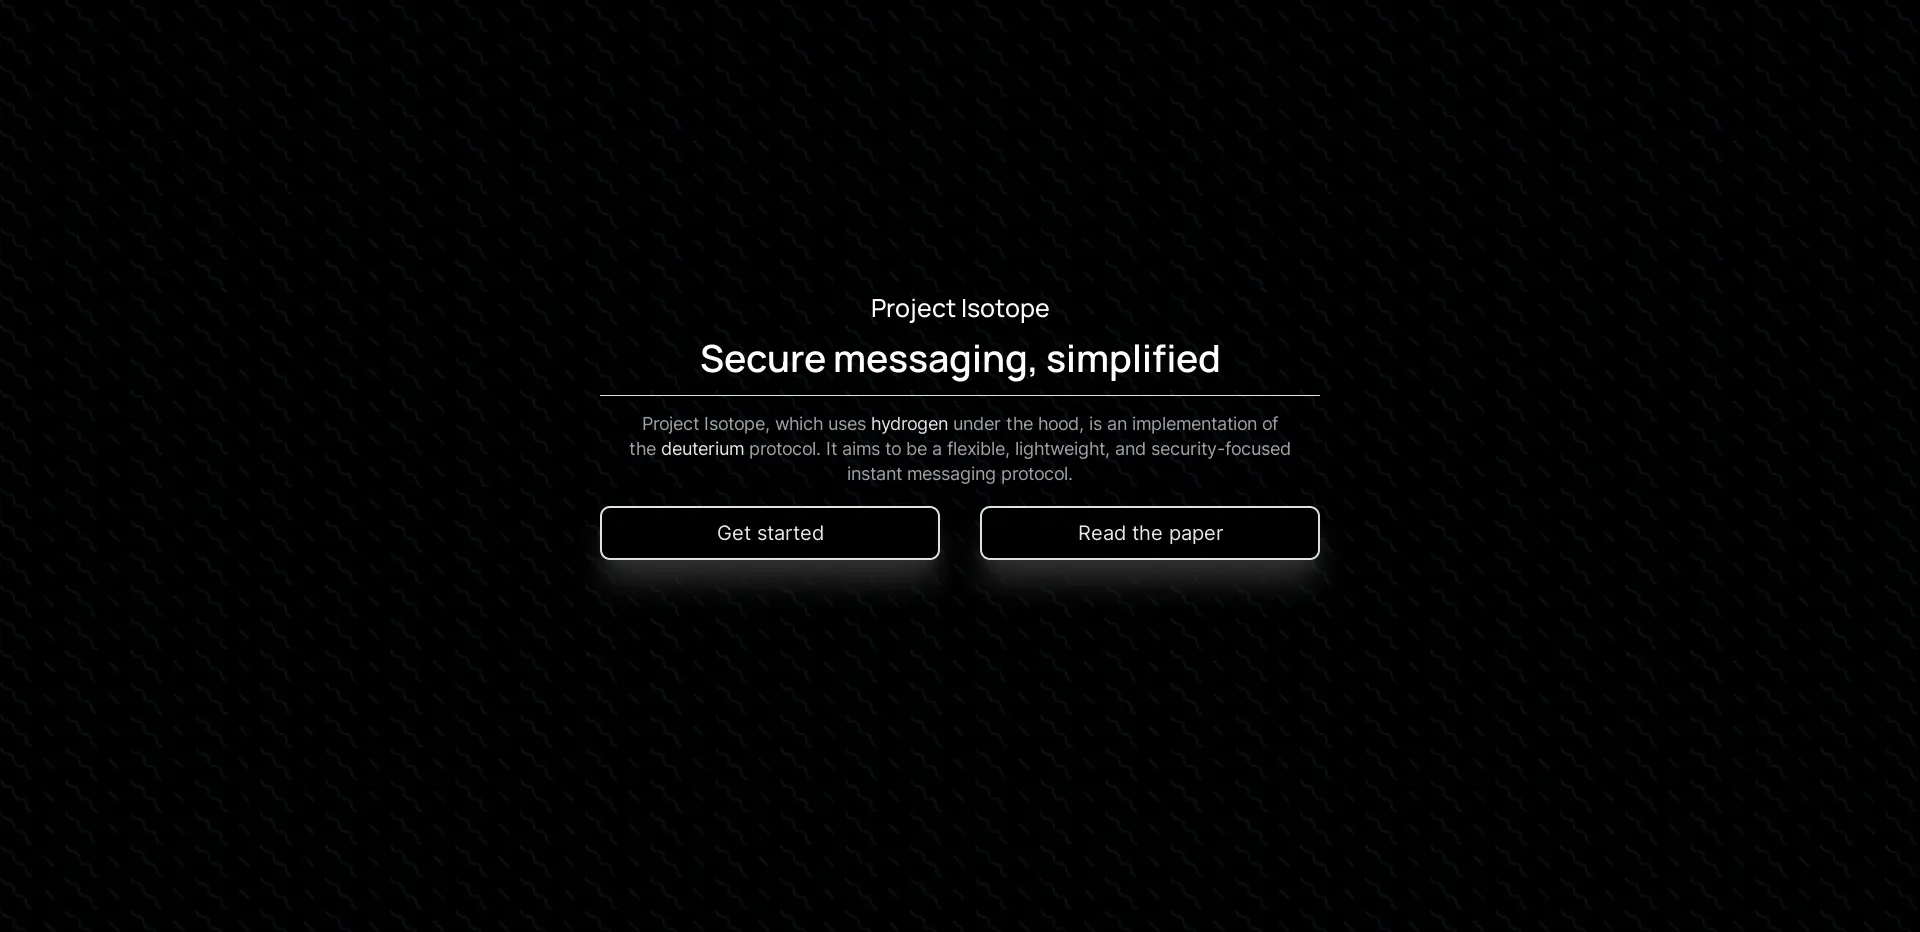 Project Isotope
Secure messaging, simplified
Project Isotope, which uses hydrogen under the hood, is an implementation of
the deuterium protocol. It aims to be a flexible, lightweight, and security-focused
instant messaging protocol.
Get started
Read the paper